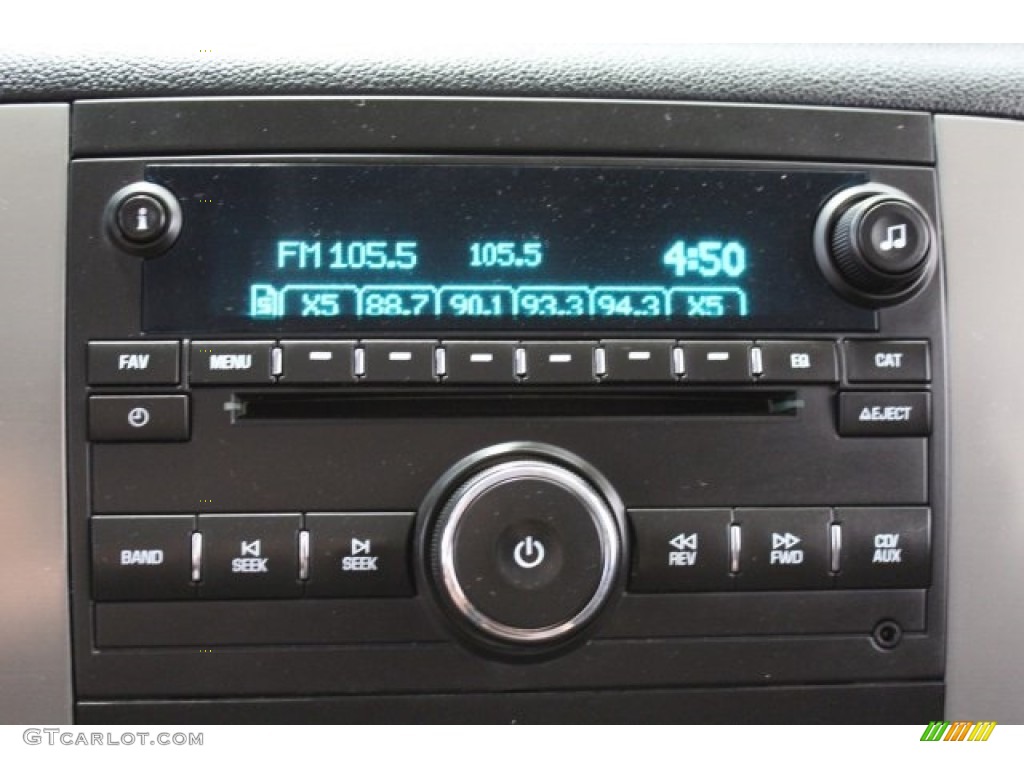 FM 105.5 105.5 4:50
5 X5 88.7 90.1 93.3 94.3 X5
FAV MENU EQ CAT
EJECT
BAND SEEK SEEK REV FWD CD/
AUX
GTCARLOT.COM